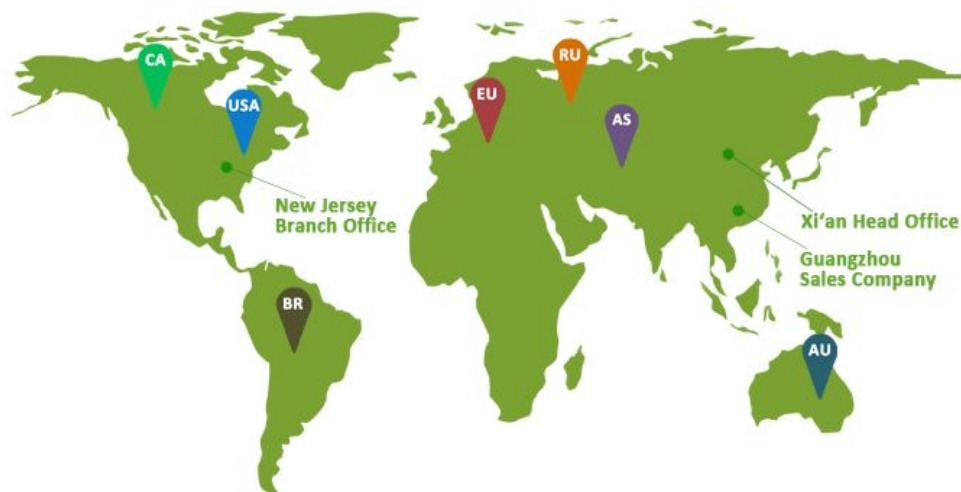 CA
RU
USA
EU
AS
New Jersey
Branch Office
Xi‘an Head Office
Guangzhou
Sales Company
BR
AU